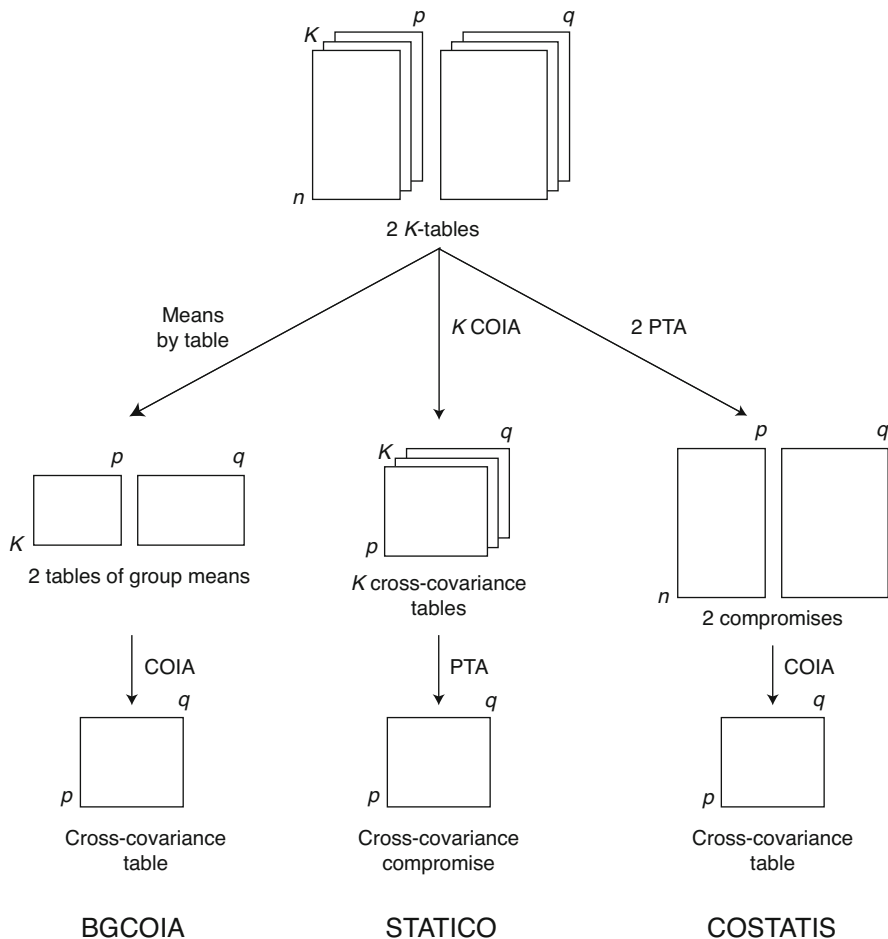 K p q
n
2 K-tables
Means
by table
K COIA
2 PTA
p q
K
2 tables of group means
K q
p
K cross-covariance
tables
p q
n
2 compromises
COIA
PTA
COIA
q
p
Cross-covariance
table
q
p
Cross-covariance
compromise
q
p
Cross-covariance
table
BGCOIA
STATICO
COSTATIS